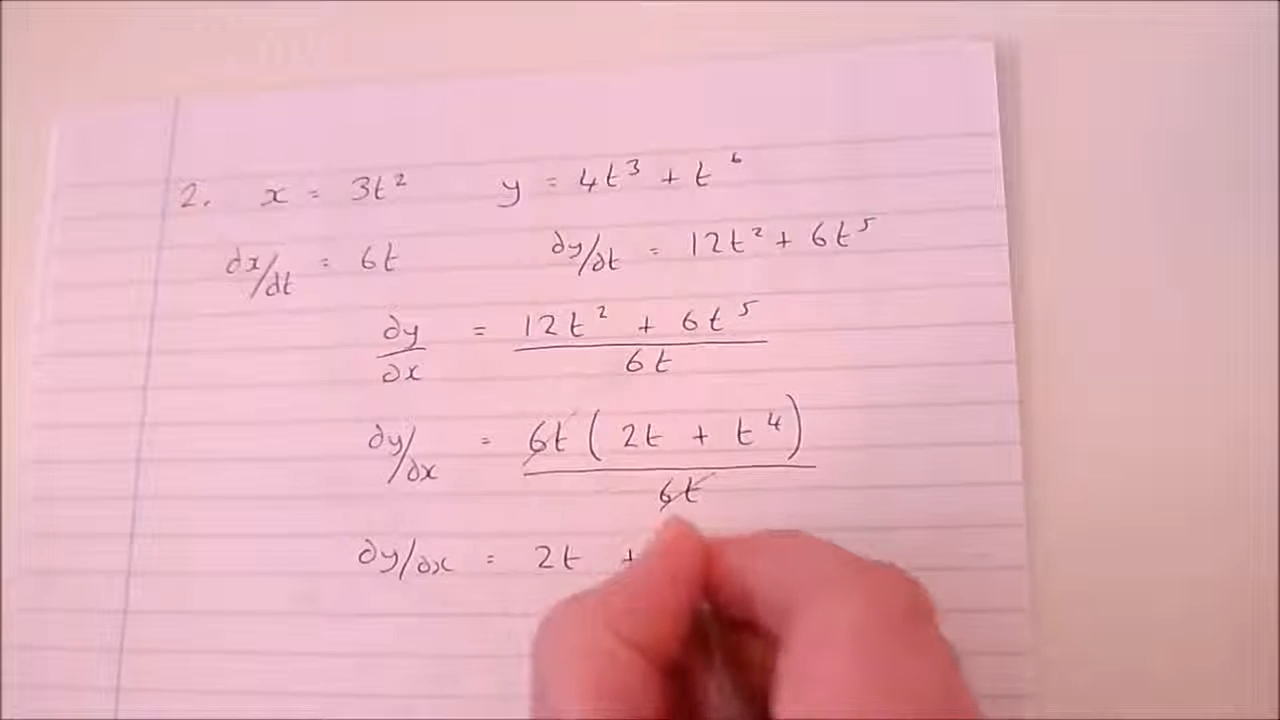 2. x = 3t² y = 4t³ + t⁶
dx/dt = 6t dy/dt = 12t² + 6t⁵
dy/dx = 12t² + 6t⁵ / 6t
dy/dx = 6t ( 2t + t⁴ ) / 6t
dy/dx = 2t +